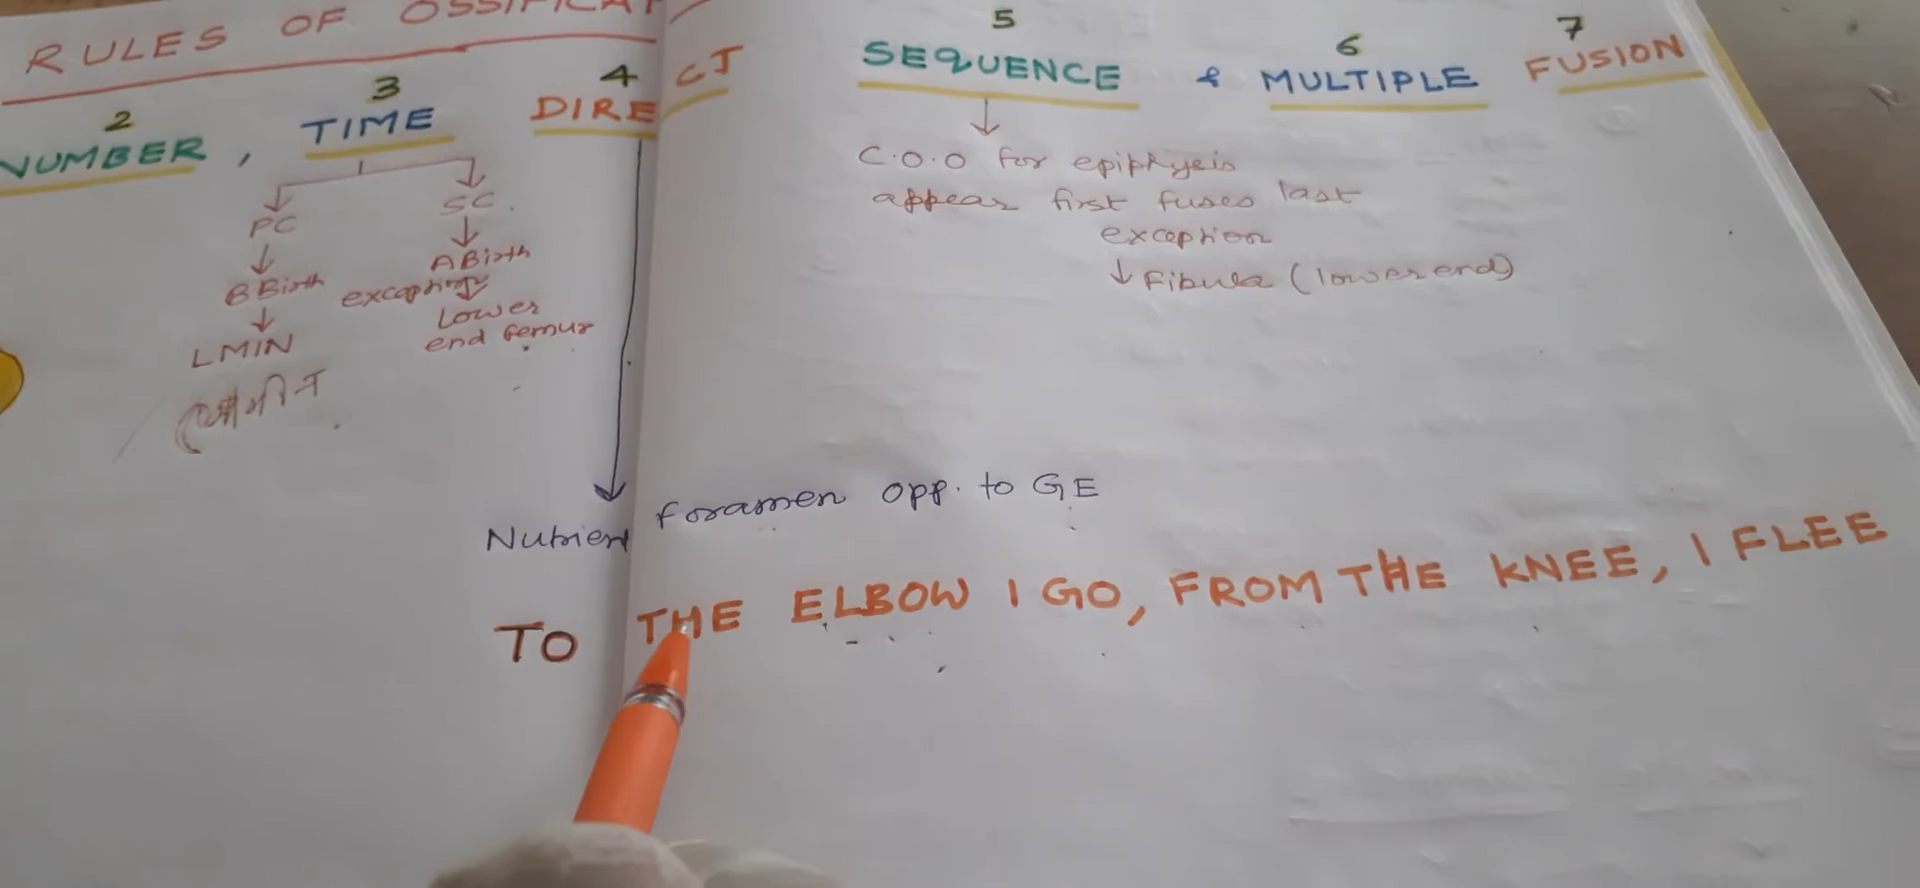 RULES OF OSSIFICAT
2 3 4 5 6 7
NUMBER, TIME DIRECT SEQUENCE & MULTIPLE FUSION
PC SC
B Birth A Birth
LMIN exception
Lower
end femur
C.O.O for epiphysis
appear first fuses last
exception
Fibula (lower end)
Nutrient foramen opp. to GE
TO THE ELBOW I GO, FROM THE KNEE, I FLEE